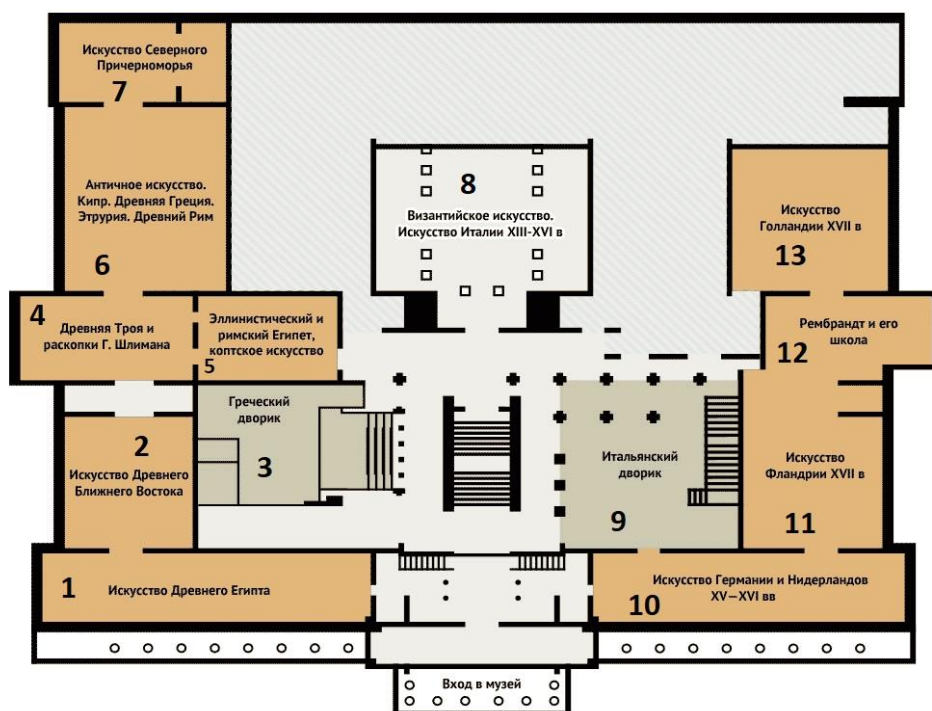 Искусство Северного
Причерноморья
7
Античное искусство.
Кипр. Древняя Греция.
Этрурия. Древний Рим
6
8
Византийское искусство.
Искусство Италии XIII-XVI в
Искусство
Голландии XVII в
13
4
Древняя Троя и
раскопки Г. Шлимана
Эллинистический и
римский Египет,
коптское искусство
5
Рембрандт и его
школа
12
Греческий
дворик
3
2
Искусство Древнего
Ближнего Востока
Итальянский
дворик
9
Искусство
Фландрии XVII в
11
1
Искусство Древнего Египта
Искусство Германии и Нидерландов
XV—XVI вв
10
Вход в музей